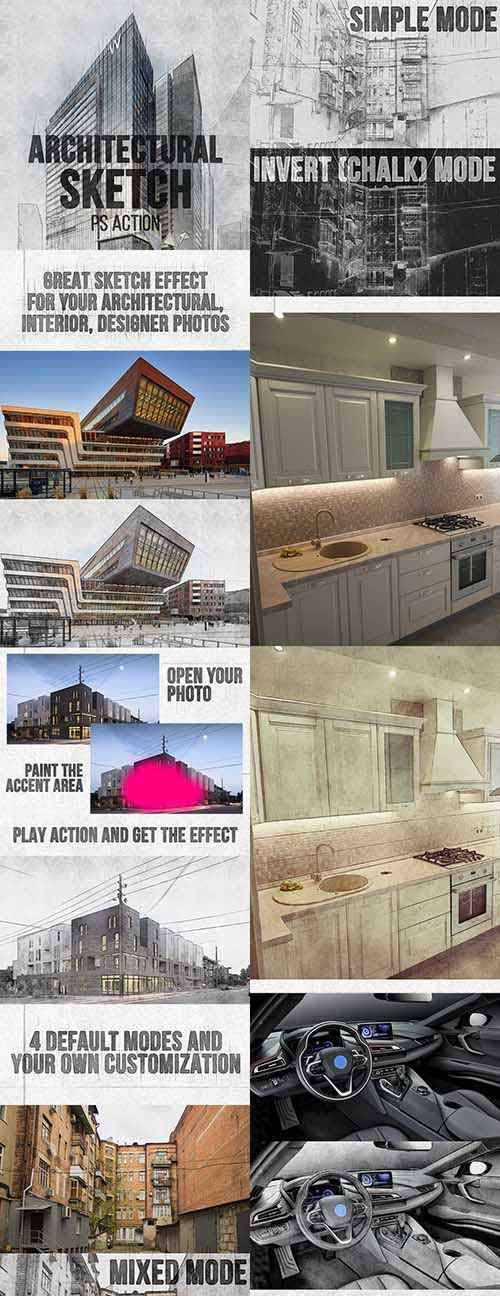 ARCHITECTURAL
SKETCH
PS ACTION
GREAT SKETCH EFFECT
FOR YOUR ARCHITECTURAL,
INTERIOR, DESIGNER PHOTOS
OPEN YOUR
PHOTO
PAINT THE
ACCENT AREA
PLAY ACTION AND GET THE EFFECT
4 DEFAULT MODES AND
YOUR OWN CUSTOMIZATION
MIXED MODE
SIMPLE MODE
INVERT (CHALK) MODE